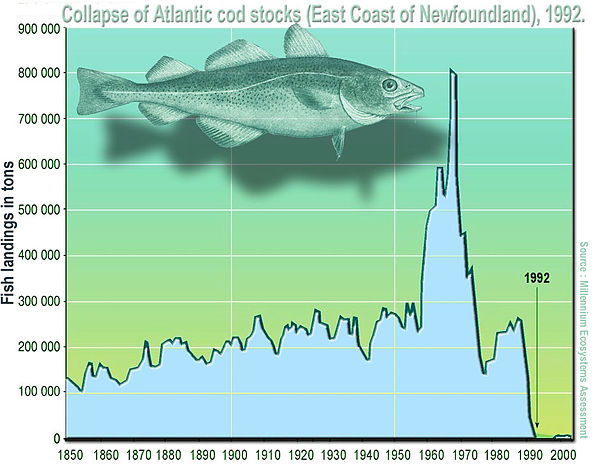 Collapse of Atlantic cod stocks (East Coast of Newfoundland), 1992.
Fish landings in tons
900 000
800 000
700 000
600 000
500 000
400 000
300 000
200 000
100 000
0
1992
1850 1860 1870 1880 1890 1900 1910 1920 1930 1940 1950 1960 1970 1980 1990 2000
Source : Millennium Ecosystems Assessment